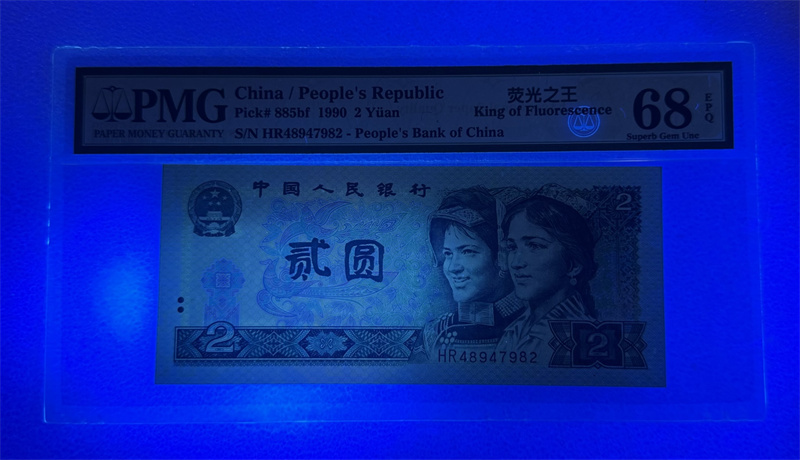 PMG
PAPER MONEY GUARANTY
China / People's Republic
Pick# 885bf 1990 2 Yüan
S/N HR48947982 - People's Bank of China
荧光之王
King of Fluorescence
68
EPQ
Superb Gem Unc
中国人民银行
2
贰圆
2
HR48947982
2